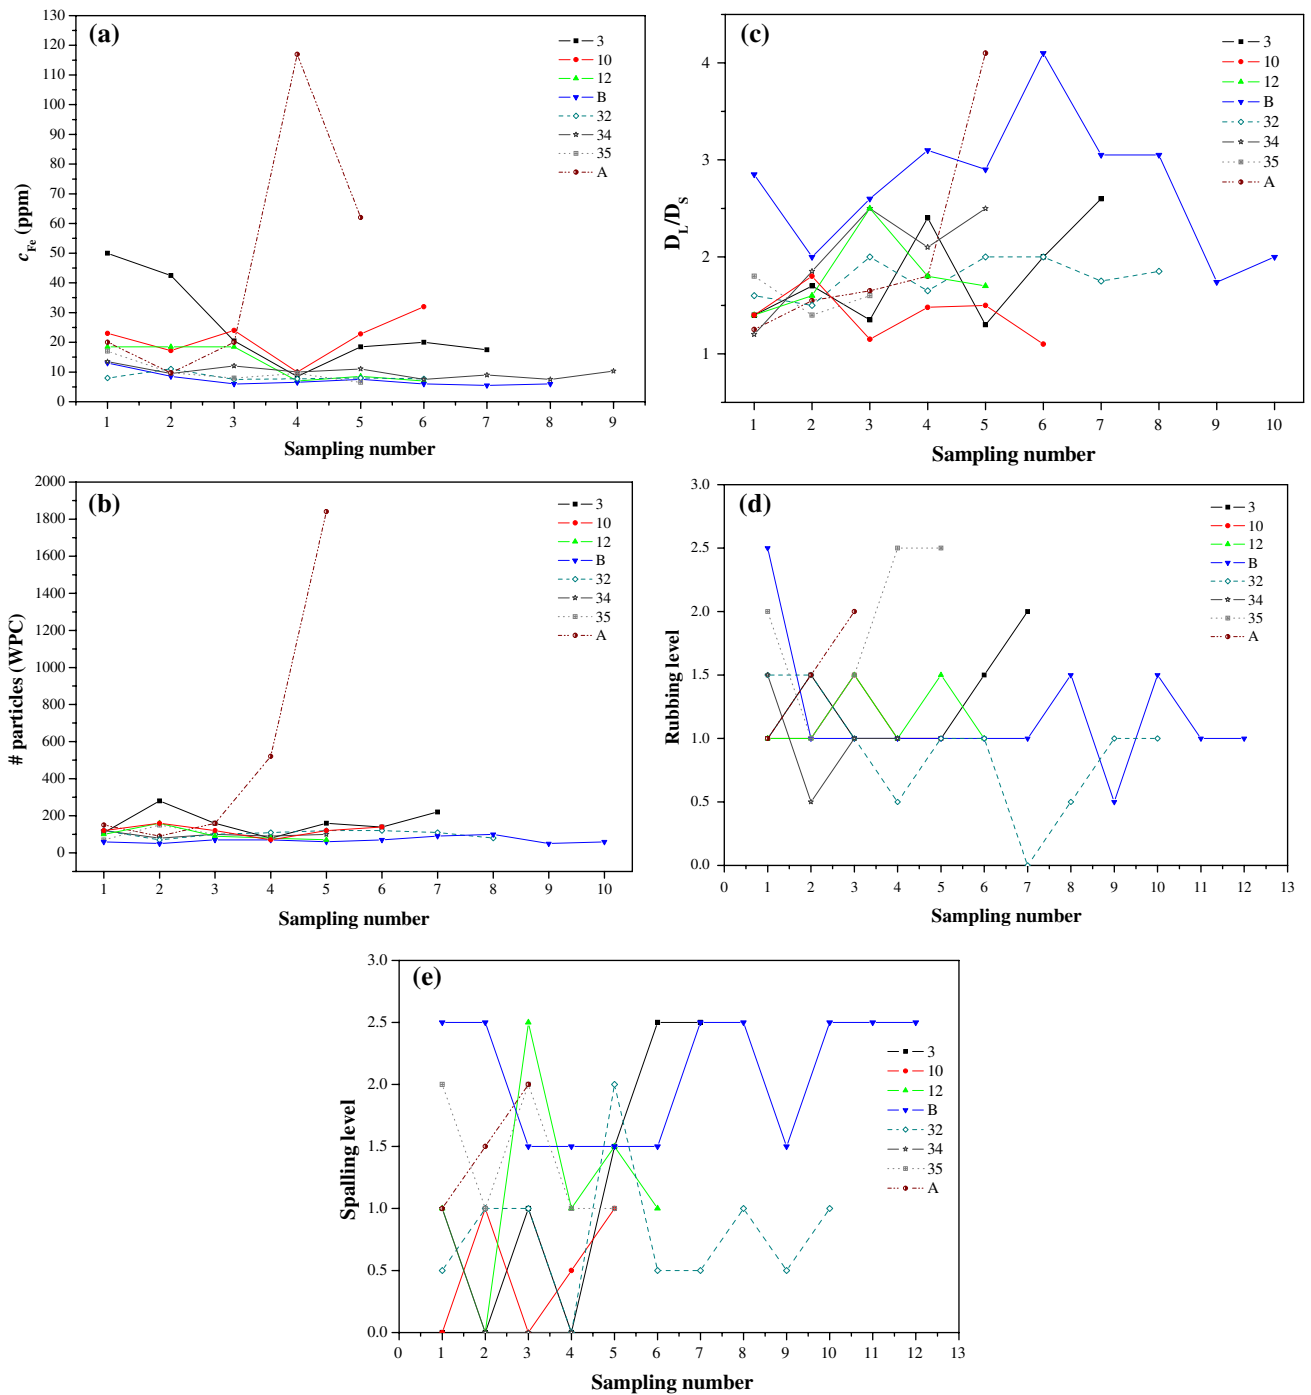 (a)
130
120
110
100
90
80
70
60
50
40
30
20
10
0
c_Fe (ppm)
1 2 3 4 5 6 7 8 9
Sampling number
3
10
12
B
32
34
35
A
(c)
4
3
2
1
D_L/D_S
1 2 3 4 5 6 7 8 9 10
Sampling number
3
10
12
B
32
34
35
A
(b)
2000
1800
1600
1400
1200
1000
800
600
400
200
0
# particles (WPC)
1 2 3 4 5 6 7 8 9 10
Sampling number
3
10
12
B
32
34
35
A
(d)
3.0
2.5
2.0
1.5
1.0
0.5
0.0
Rubbing level
0 1 2 3 4 5 6 7 8 9 10 11 12 13
Sampling number
3
10
12
B
32
34
35
A
(e)
3.0
2.5
2.0
1.5
1.0
0.5
0.0
Spalling level
0 1 2 3 4 5 6 7 8 9 10 11 12 13
Sampling number
3
10
12
B
32
34
35
A